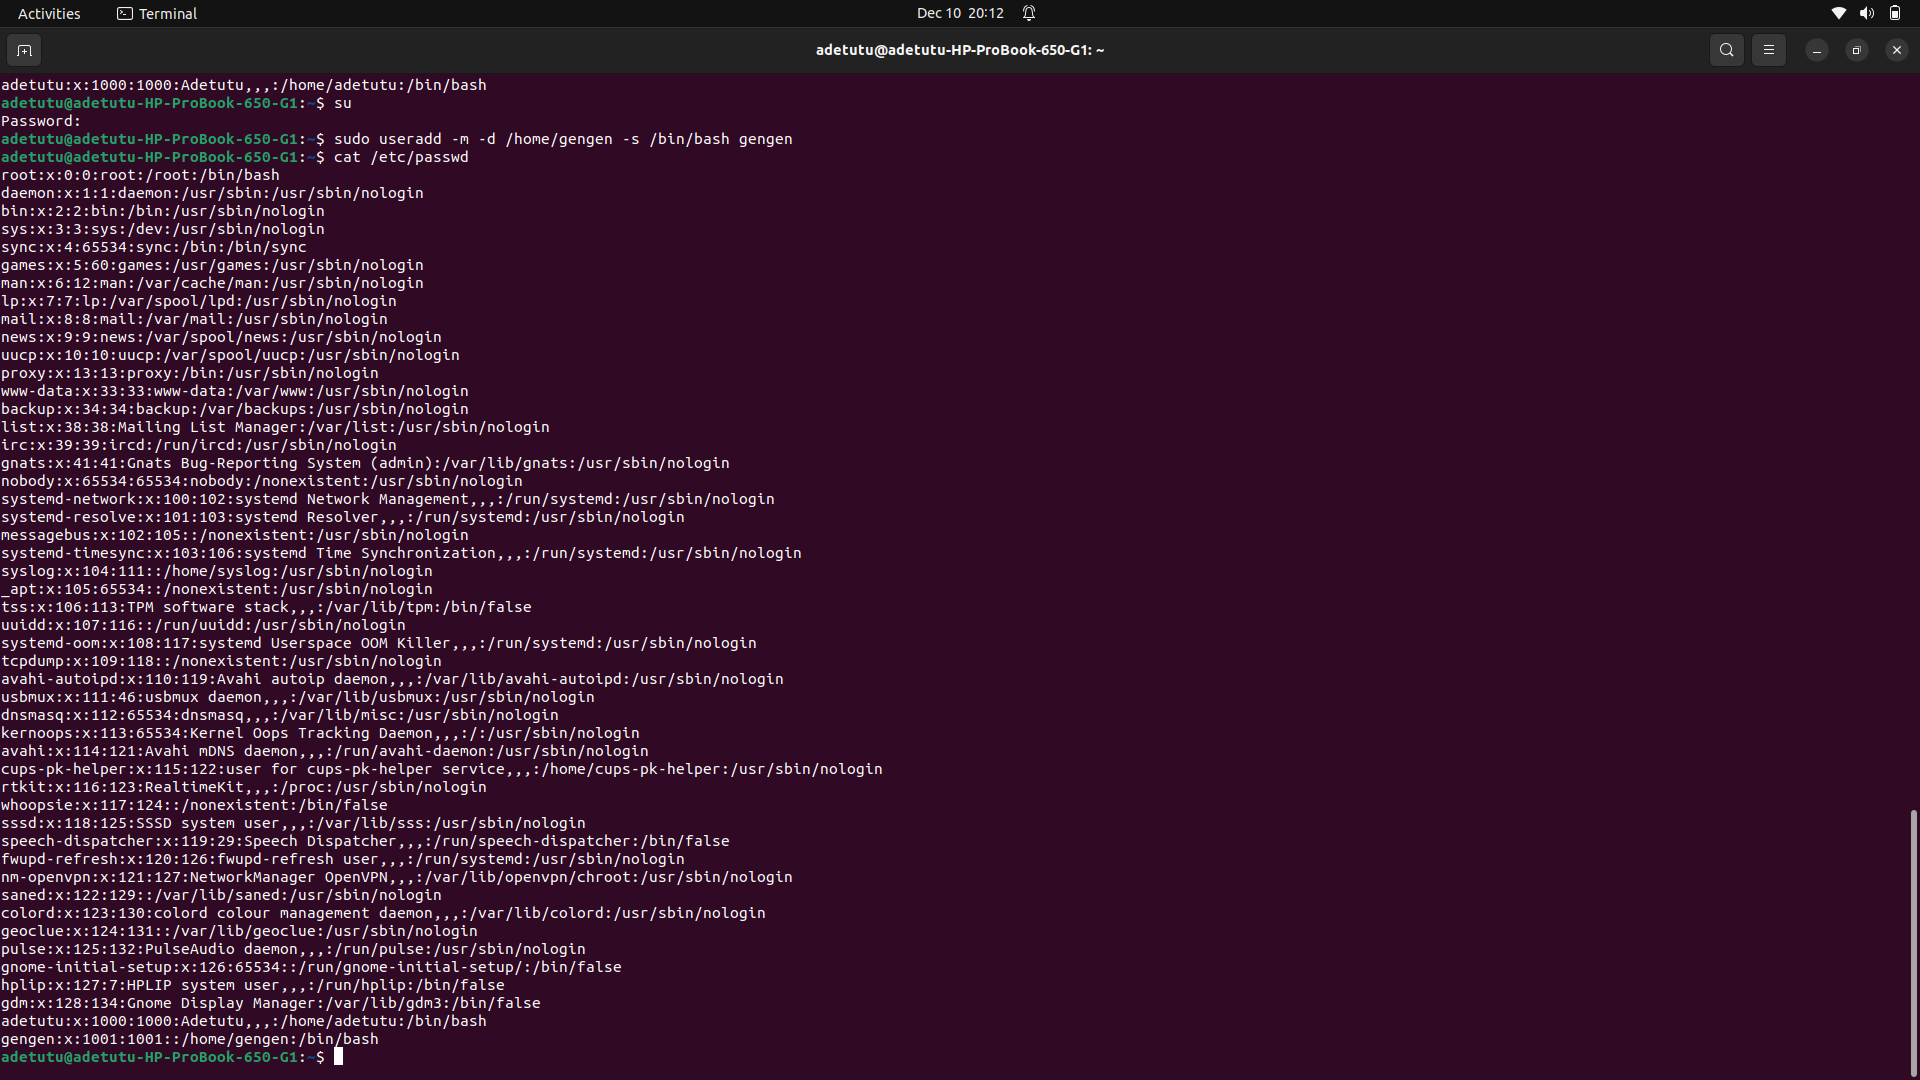 Activities
Terminal
Dec 10 20:12
adetutu@adetutu-HP-ProBook-650-G1: ~
adetutu:x:1000:1000:Adetutu,,,:/home/adetutu:/bin/bash
adetutu@adetutu-HP-ProBook-650-G1:~$ su
Password:
adetutu@adetutu-HP-ProBook-650-G1:~$ sudo useradd -m -d /home/gengen -s /bin/bash gengen
adetutu@adetutu-HP-ProBook-650-G1:~$ cat /etc/passwd
root:x:0:0:root:/root:/bin/bash
daemon:x:1:1:daemon:/usr/sbin:/usr/sbin/nologin
bin:x:2:2:bin:/bin:/usr/sbin/nologin
sys:x:3:3:sys:/dev:/usr/sbin/nologin
sync:x:4:65534:sync:/bin:/bin/sync
games:x:5:60:games:/usr/games:/usr/sbin/nologin
man:x:6:12:man:/var/cache/man:/usr/sbin/nologin
lp:x:7:7:lp:/var/spool/lpd:/usr/sbin/nologin
mail:x:8:8:mail:/var/mail:/usr/sbin/nologin
news:x:9:9:news:/var/spool/news:/usr/sbin/nologin
uucp:x:10:10:uucp:/var/spool/uucp:/usr/sbin/nologin
proxy:x:13:13:proxy:/bin:/usr/sbin/nologin
www-data:x:33:33:www-data:/var/www:/usr/sbin/nologin
backup:x:34:34:backup:/var/backups:/usr/sbin/nologin
list:x:38:38:Mailing List Manager:/var/list:/usr/sbin/nologin
irc:x:39:39:ircd:/run/ircd:/usr/sbin/nologin
gnats:x:41:41:Gnats Bug-Reporting System (admin):/var/lib/gnats:/usr/sbin/nologin
nobody:x:65534:65534:nobody:/nonexistent:/usr/sbin/nologin
systemd-network:x:100:102:systemd Network Management,,,:/run/systemd:/usr/sbin/nologin
systemd-resolve:x:101:103:systemd Resolver,,,:/run/systemd:/usr/sbin/nologin
messagebus:x:102:105::/nonexistent:/usr/sbin/nologin
systemd-timesync:x:103:106:systemd Time Synchronization,,,:/run/systemd:/usr/sbin/nologin
syslog:x:104:111::/home/syslog:/usr/sbin/nologin
_apt:x:105:65534::/nonexistent:/usr/sbin/nologin
tss:x:106:113:TPM software stack,,,:/var/lib/tpm:/bin/false
uuidd:x:107:116::/run/uuidd:/usr/sbin/nologin
systemd-oom:x:108:117:systemd Userspace OOM Killer,,,:/run/systemd:/usr/sbin/nologin
tcpdump:x:109:118::/nonexistent:/usr/sbin/nologin
avahi-autoipd:x:110:119:Avahi autoip daemon,,,:/var/lib/avahi-autoipd:/usr/sbin/nologin
usbmux:x:111:46:usbmux daemon,,,:/var/lib/usbmux:/usr/sbin/nologin
dnsmasq:x:112:65534:dnsmasq,,,:/var/lib/misc:/usr/sbin/nologin
kernoops:x:113:65534:Kernel Oops Tracking Daemon,,,:/:/usr/sbin/nologin
avahi:x:114:121:Avahi mDNS daemon,,,:/run/avahi-daemon:/usr/sbin/nologin
cups-pk-helper:x:115:122:user for cups-pk-helper service,,,:/home/cups-pk-helper:/usr/sbin/nologin
rtkit:x:116:123:RealtimeKit,,,:/proc:/usr/sbin/nologin
whoopsie:x:117:124::/nonexistent:/bin/false
sssd:x:118:125:SSSD system user,,,:/var/lib/sss:/usr/sbin/nologin
speech-dispatcher:x:119:29:Speech Dispatcher,,,:/run/speech-dispatcher:/bin/false
fwupd-refresh:x:120:126:fwupd-refresh user,,,:/run/systemd:/usr/sbin/nologin
nm-openvpn:x:121:127:NetworkManager OpenVPN,,,:/var/lib/openvpn/chroot:/usr/sbin/nologin
saned:x:122:129::/var/lib/saned:/usr/sbin/nologin
colord:x:123:130:colord colour management daemon,,,:/var/lib/colord:/usr/sbin/nologin
geoclue:x:124:131::/var/lib/geoclue:/usr/sbin/nologin
pulse:x:125:132:PulseAudio daemon,,,:/run/pulse:/usr/sbin/nologin
gnome-initial-setup:x:126:65534::/run/gnome-initial-setup/:/bin/false
hplip:x:127:7:HPLIP system user,,,:/run/hplip:/bin/false
gdm:x:128:134:Gnome Display Manager:/var/lib/gdm3:/bin/false
adetutu:x:1000:1000:Adetutu,,,:/home/adetutu:/bin/bash
gengen:x:1001:1001::/home/gengen:/bin/bash
adetutu@adetutu-HP-ProBook-650-G1:~$